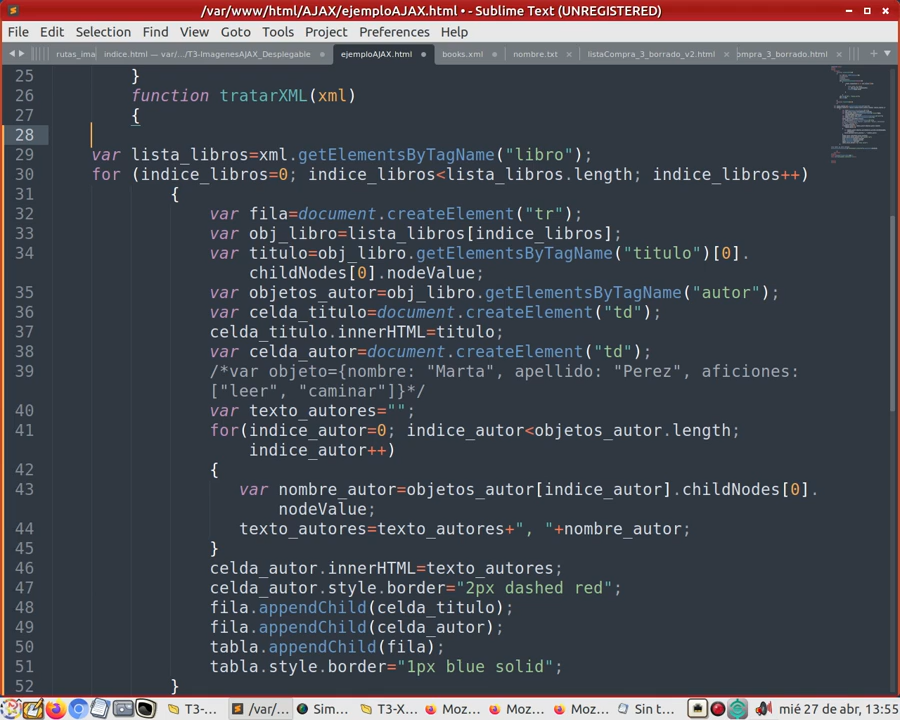 /var/www/html/AJAX/ejemploAJAX.html • - Sublime Text (UNREGISTERED)
File Edit Selection Find View Goto Tools Project Preferences Help
rutas_ima indice.html — var/... /T3-ImagenesAJAX_Desplegable ejemploAJAX.html books.xml nombre.txt listaCompra_3_borrado_v2.html ompra_3_borrado.html
25 }
26 function tratarXML(xml)
27 {
28
29 var lista_libros=xml.getElementsByTagName("libro");
30 for (indice_libros=0; indice_libros<lista_libros.length; indice_libros++)
31 {
32 var fila=document.createElement("tr");
33 var obj_libro=lista_libros[indice_libros];
34 var titulo=obj_libro.getElementsByTagName("titulo")[0].
childNodes[0].nodeValue;
35 var objetos_autor=obj_libro.getElementsByTagName("autor");
36 var celda_titulo=document.createElement("td");
37 celda_titulo.innerHTML=titulo;
38 var celda_autor=document.createElement("td");
39 /*var objeto={nombre: "Marta", apellido: "Perez", aficiones:
["leer", "caminar"]}*/
40 var texto_autores="";
41 for(indice_autor=0; indice_autor<objetos_autor.length;
indice_autor++)
42 {
43 var nombre_autor=objetos_autor[indice_autor].childNodes[0].
nodeValue;
44 texto_autores=texto_autores+", "+nombre_autor;
45 }
46 celda_autor.innerHTML=texto_autores;
47 celda_autor.style.border="2px dashed red";
48 fila.appendChild(celda_titulo);
49 fila.appendChild(celda_autor);
50 tabla.appendChild(fila);
51 tabla.style.border="1px blue solid";
52 }
T3-... /var/... Sim... T3-X... Moz... Moz... Moz... Sin t... mié 27 de abr, 13:55